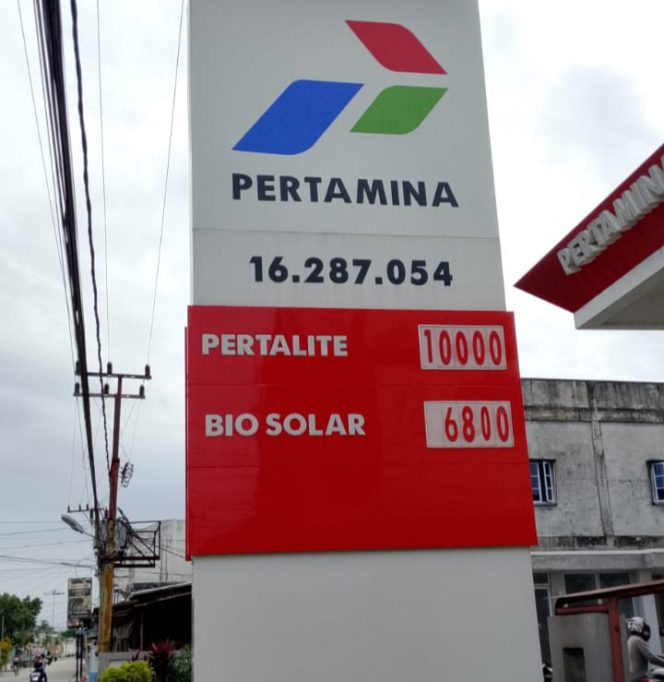 PERTAMINA
16.287.054
PERTALITE 10000
BIO SOLAR 6800
PERTAMINA